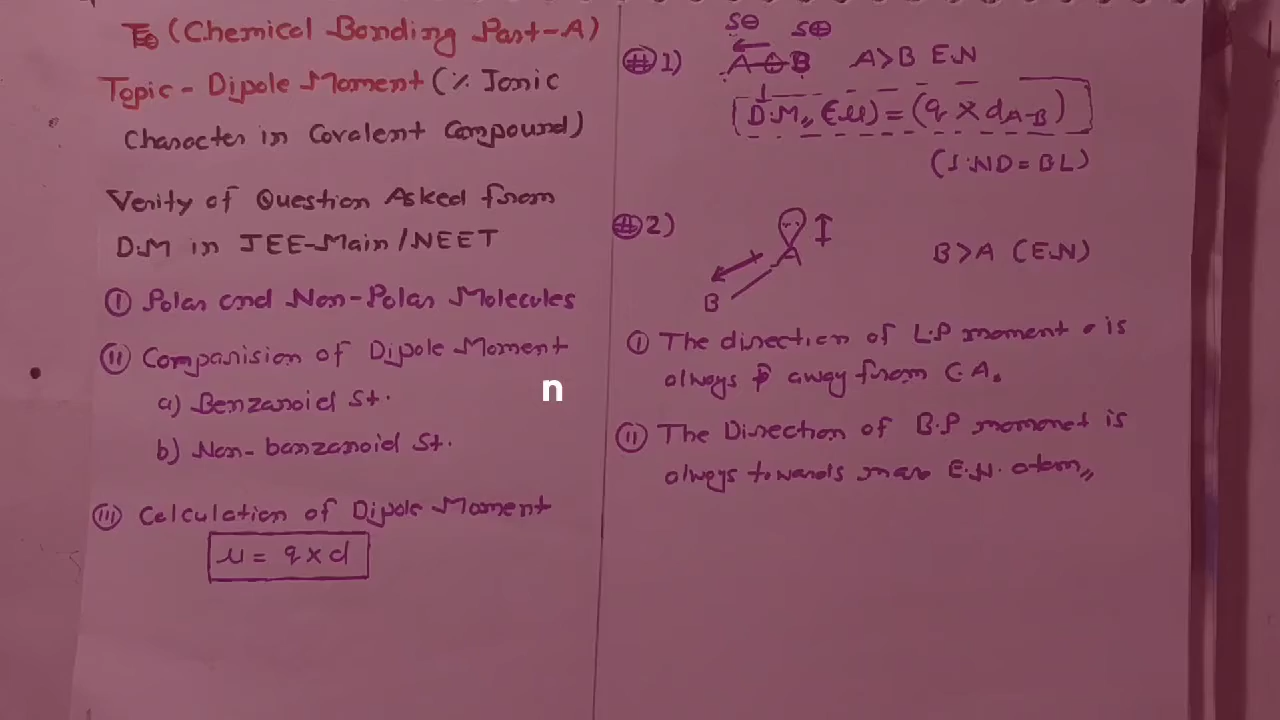 (Chemical Bonding Part-A)
Topic - Dipole Moment (% Ionic
Character in Covalent Compound)
Verity of Question Asked from
D.M in JEE-Main/NEET
(I) Polar and Non-Polar Molecules
(II) Comparision of Dipole Moment
a) Benzanoid St.
b) Non-banzanoid St.
(III) Calculation of Dipole Moment
μ = q × d
n
δ⊖ δ⊕
#1) A B A>B E.N
D.M,, (E.μ) = (q × d A-B)
(I.ND = BL)
#2) A B B>A (E.N)
(I) The direction of L.P moment is
always away from C.A.
(II) The Direction of B.P moment is
always towards more E.N. atom,,